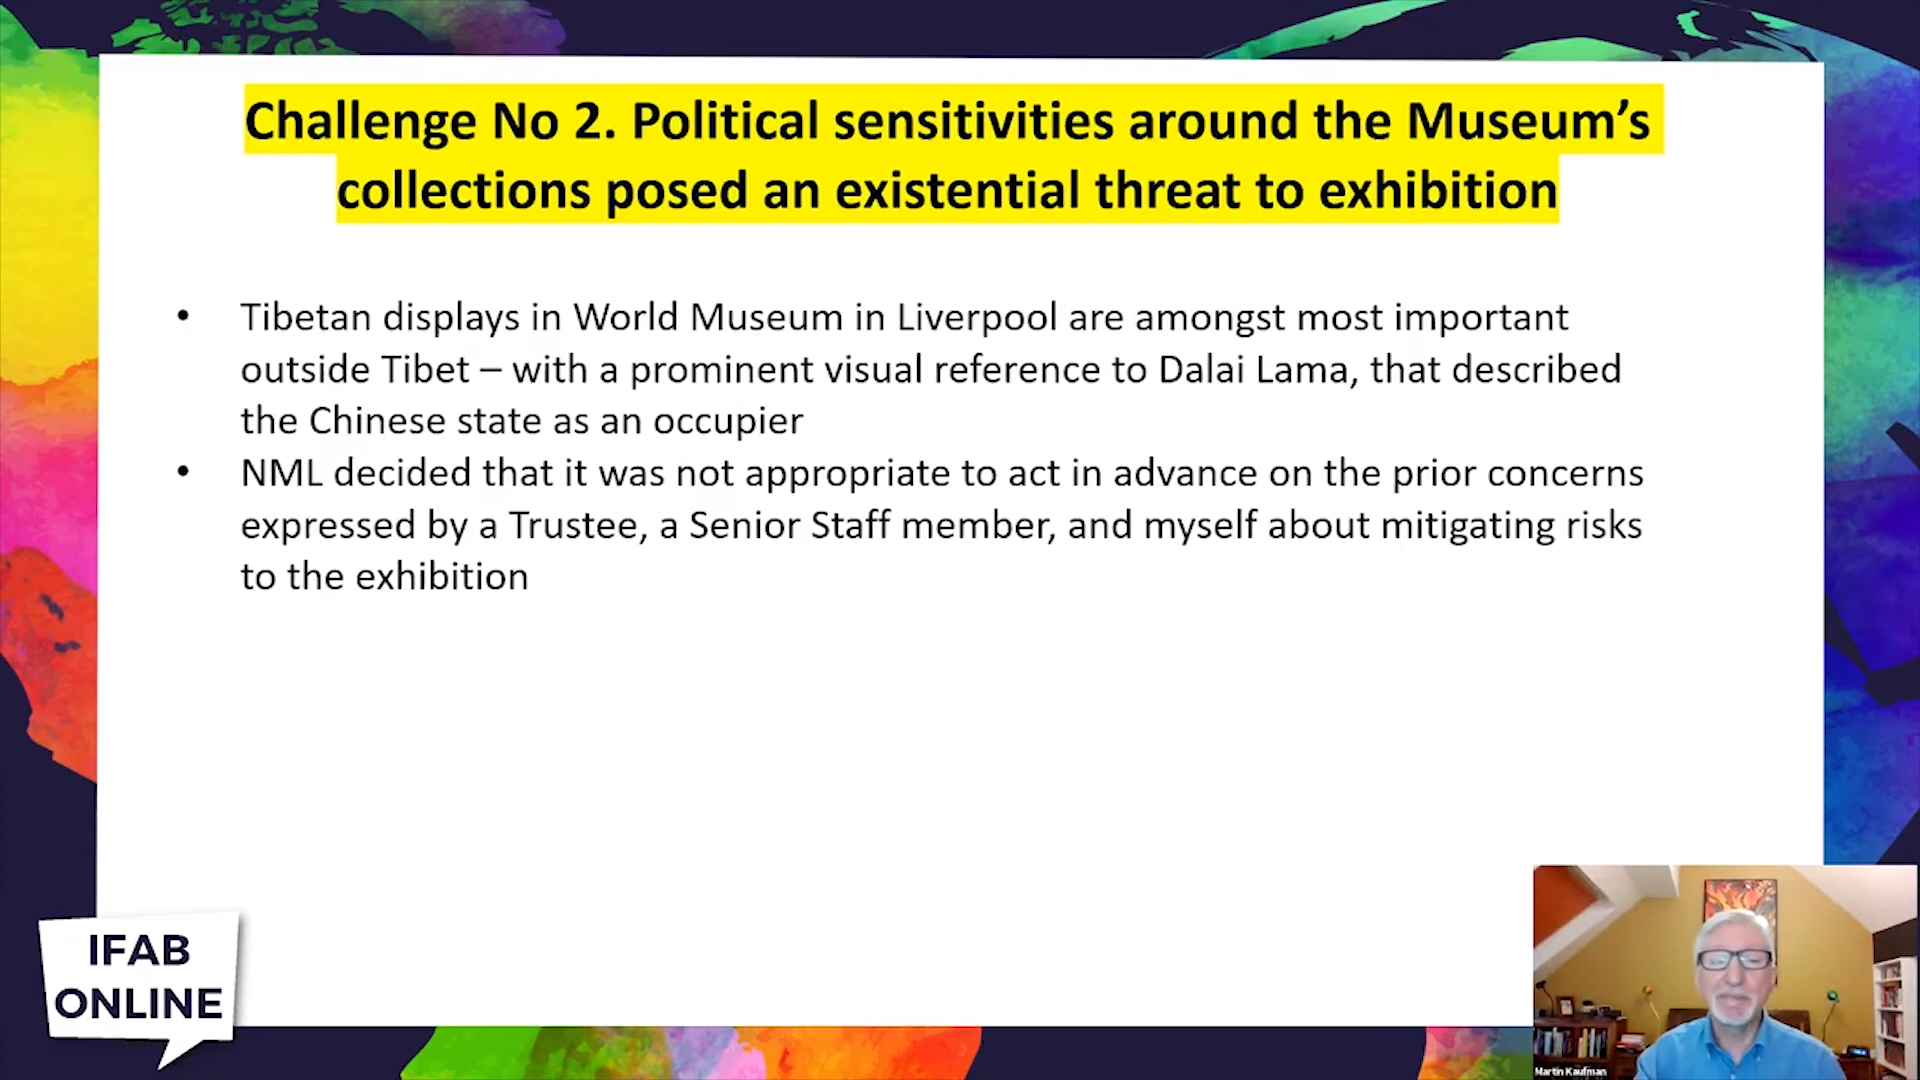 Challenge No 2. Political sensitivities around the Museum’s
collections posed an existential threat to exhibition
• Tibetan displays in World Museum in Liverpool are amongst most important
outside Tibet – with a prominent visual reference to Dalai Lama, that described
the Chinese state as an occupier
• NML decided that it was not appropriate to act in advance on the prior concerns
expressed by a Trustee, a Senior Staff member, and myself about mitigating risks
to the exhibition
IFAB
ONLINE
Martin Kaufman